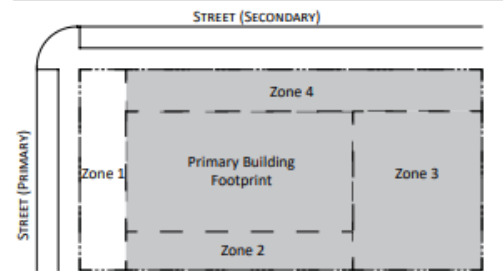 STREET (SECONDARY)
Zone 4
STREET (PRIMARY)
Zone 1
Primary Building
Footprint
Zone 3
Zone 2